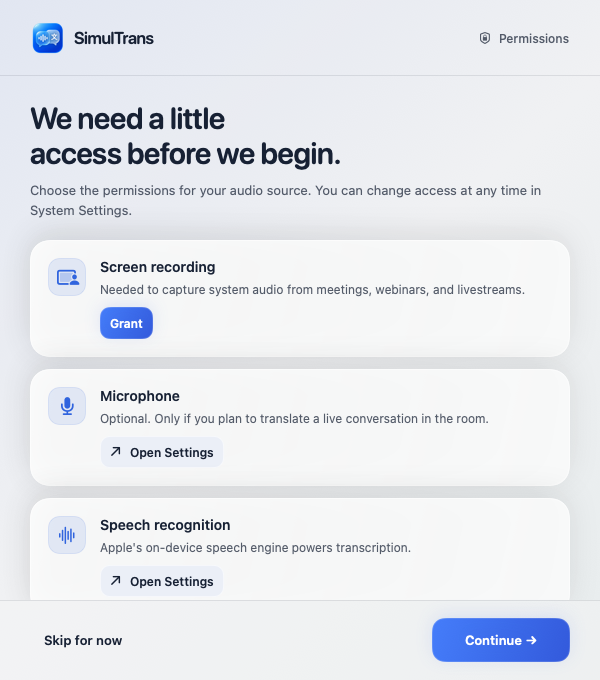 SimulTrans
Permissions
We need a little
access before we begin.
Choose the permissions for your audio source. You can change access at any time in
System Settings.
Screen recording
Needed to capture system audio from meetings, webinars, and livestreams.
Grant
Microphone
Optional. Only if you plan to translate a live conversation in the room.
Open Settings
Speech recognition
Apple's on-device speech engine powers transcription.
Open Settings
Skip for now
Continue →